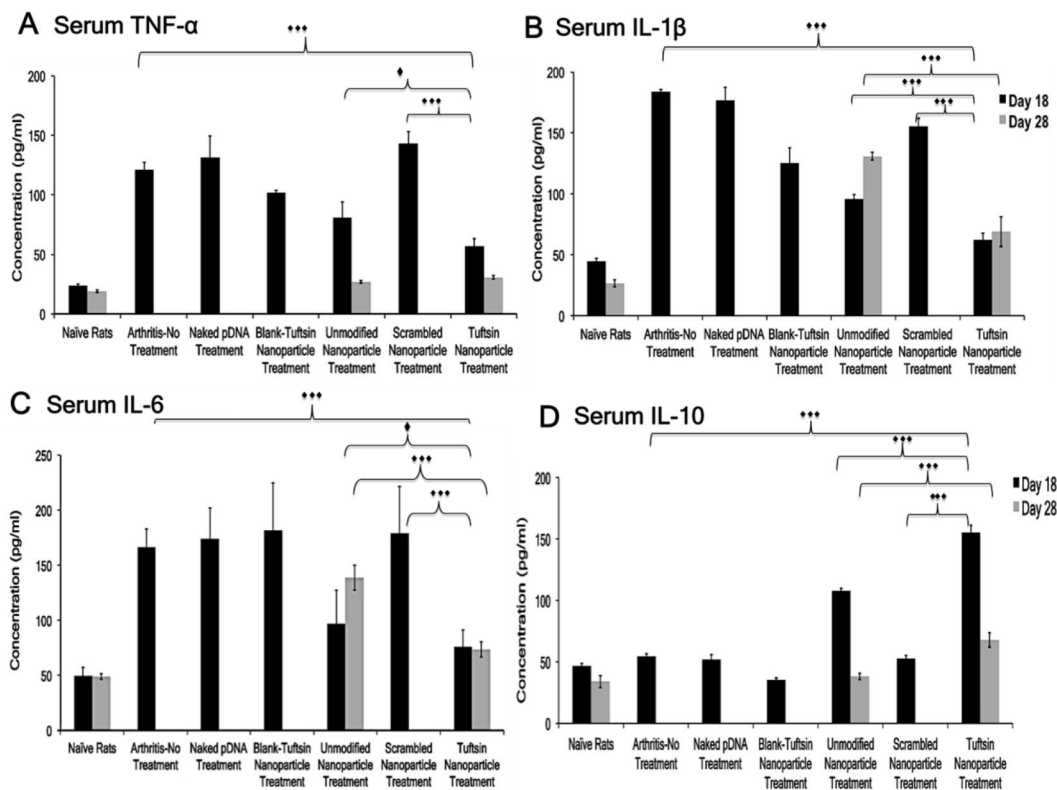 A Serum TNF-α
♦♦♦
♦
♦♦♦
Concentration (pg/ml)
200
150
100
50
0
Naïve Rats
Arthritis-No
Treatment
Naked pDNA
Treatment
Blank-Tuftsin
Nanoparticle
Treatment
Unmodified
Nanoparticle
Treatment
Scrambled
Nanoparticle
Treatment
Tuftsin
Nanoparticle
Treatment
B Serum IL-1β
♦♦♦
♦♦♦
♦♦♦
♦♦♦
Day 18
Day 28
Concentration (pg/ml)
200
150
100
50
0
Naïve Rats
Arthritis-No
Treatment
Naked pDNA
Treatment
Blank-Tuftsin
Nanoparticle
Treatment
Unmodified
Nanoparticle
Treatment
Scrambled
Nanoparticle
Treatment
Tuftsin
Nanoparticle
Treatment
C Serum IL-6
♦♦♦
♦
♦♦♦
♦♦♦
Concentration (pg/ml)
250
200
150
100
50
0
Naïve Rats
Arthritis-No
Treatment
Naked pDNA
Treatment
Blank-Tuftsin
Nanoparticle
Treatment
Unmodified
Nanoparticle
Treatment
Scrambled
Nanoparticle
Treatment
Tuftsin
Nanoparticle
Treatment
D Serum IL-10
♦♦♦
♦♦♦
♦♦♦
♦♦♦
Day 18
Day 28
Concentration (pg/ml)
200
150
100
50
0
Naïve Rats
Arthritis-No
Treatment
Naked pDNA
Treatment
Blank-Tuftsin
Nanoparticle
Treatment
Unmodified
Nanoparticle
Treatment
Scrambled
Nanoparticle
Treatment
Tuftsin
Nanoparticle
Treatment